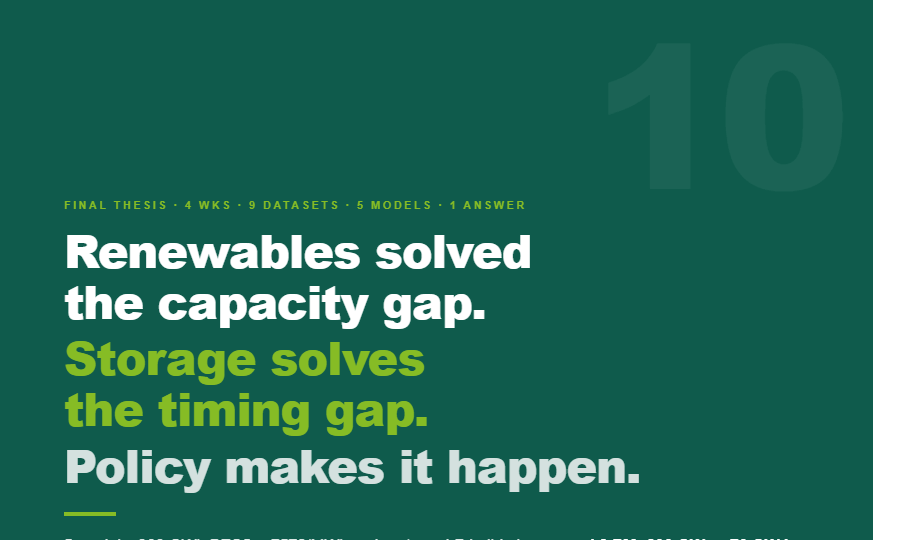 10
FINAL THESIS · 4 WKS · 9 DATASETS · 5 MODELS · 1 ANSWER
Renewables solved
the capacity gap.
Storage solves
the timing gap.
Policy makes it happen.